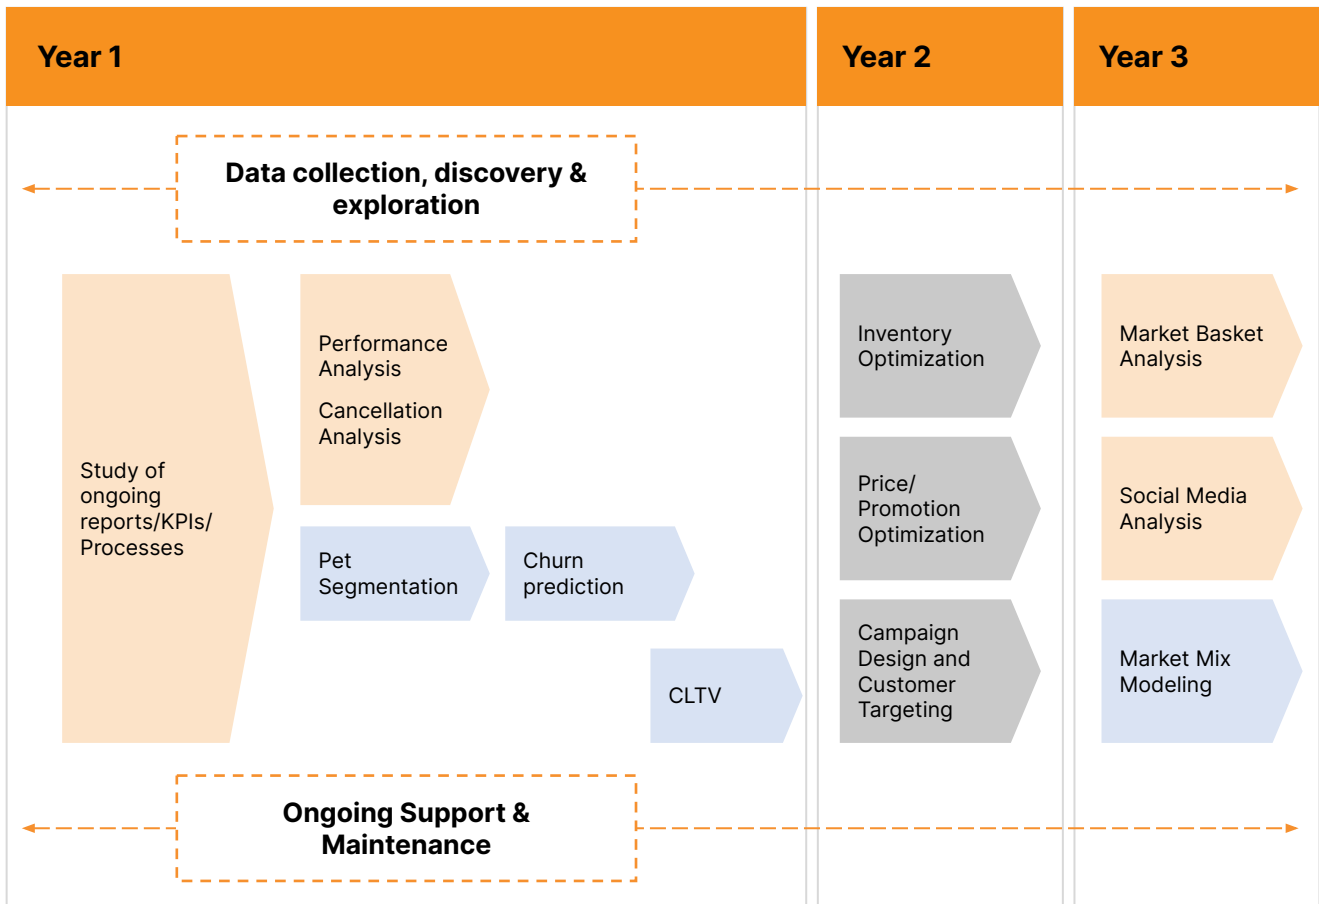 Year 1
Year 2
Year 3
Data collection, discovery &
exploration
Study of
ongoing
reports/KPIs/
Processes
Performance
Analysis
Cancellation
Analysis
Pet
Segmentation
Churn
prediction
CLTV
Inventory
Optimization
Price/
Promotion
Optimization
Campaign
Design and
Customer
Targeting
Market Basket
Analysis
Social Media
Analysis
Market Mix
Modeling
Ongoing Support &
Maintenance